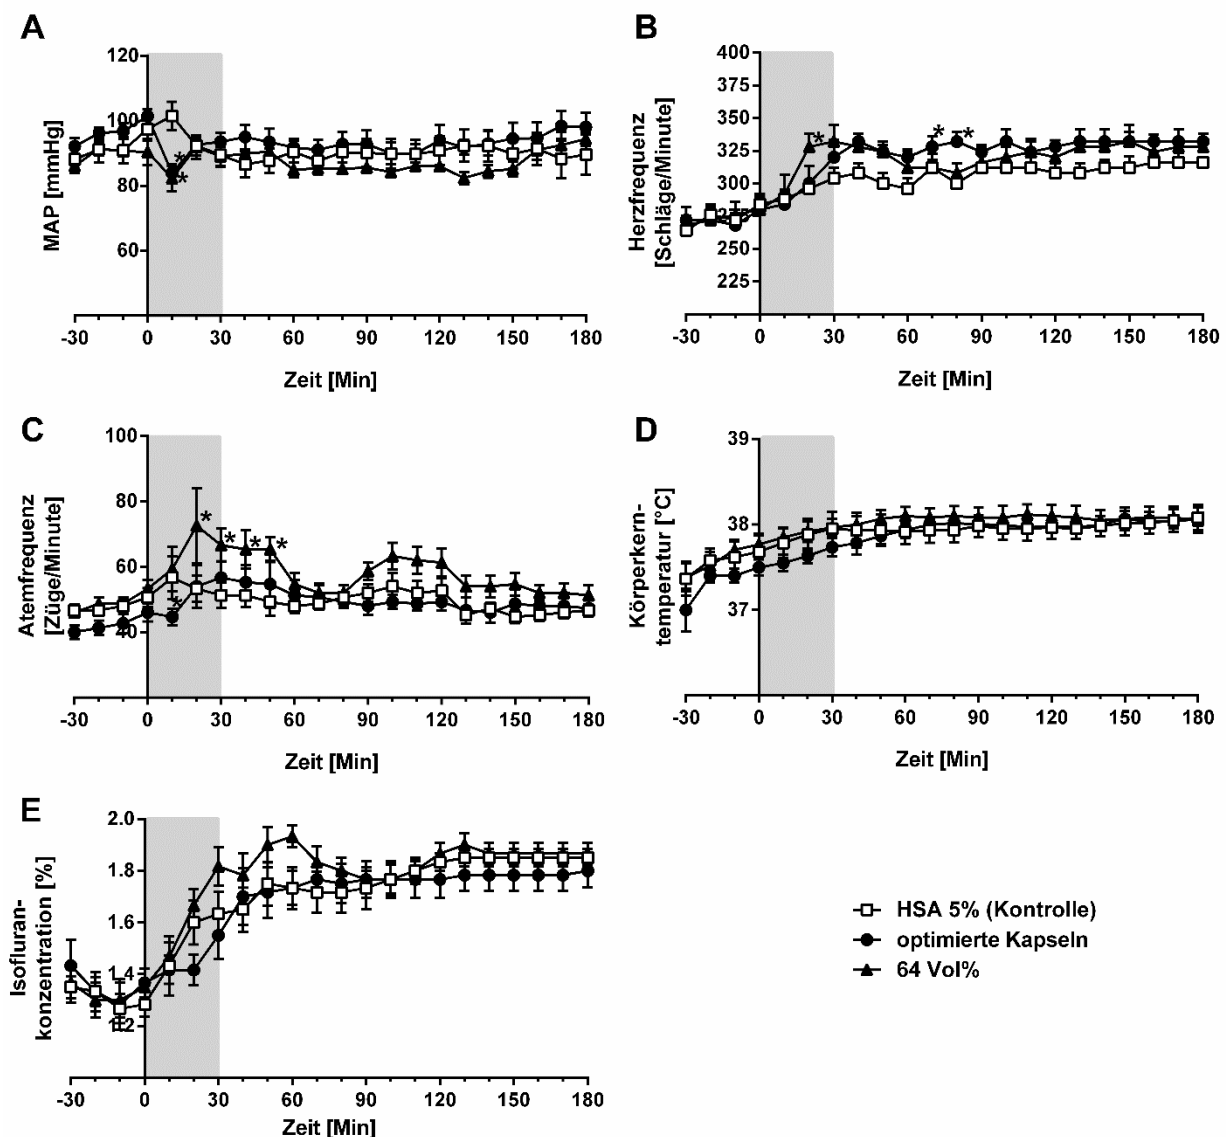 A
120
100
80
60
MAP [mmHg]
*
*
-30 0 30 60 90 120 150 180
Zeit [Min]
B
400
375
350
325
300
275
250
225
Herzfrequenz
[Schläge/Minute]
* * *
-30 0 30 60 90 120 150 180
Zeit [Min]
C
100
80
60
40
Atemfrequenz
[Züge/Minute]
* * * * *
-30 0 30 60 90 120 150 180
Zeit [Min]
D
39
38
37
Körperkern-
temperatur [°C]
-30 0 30 60 90 120 150 180
Zeit [Min]
E
2.0
1.8
1.6
1.4
1.2
Isofluran-
konzentration [%]
-30 0 30 60 90 120 150 180
Zeit [Min]
HSA 5% (Kontrolle)
optimierte Kapseln
64 Vol%